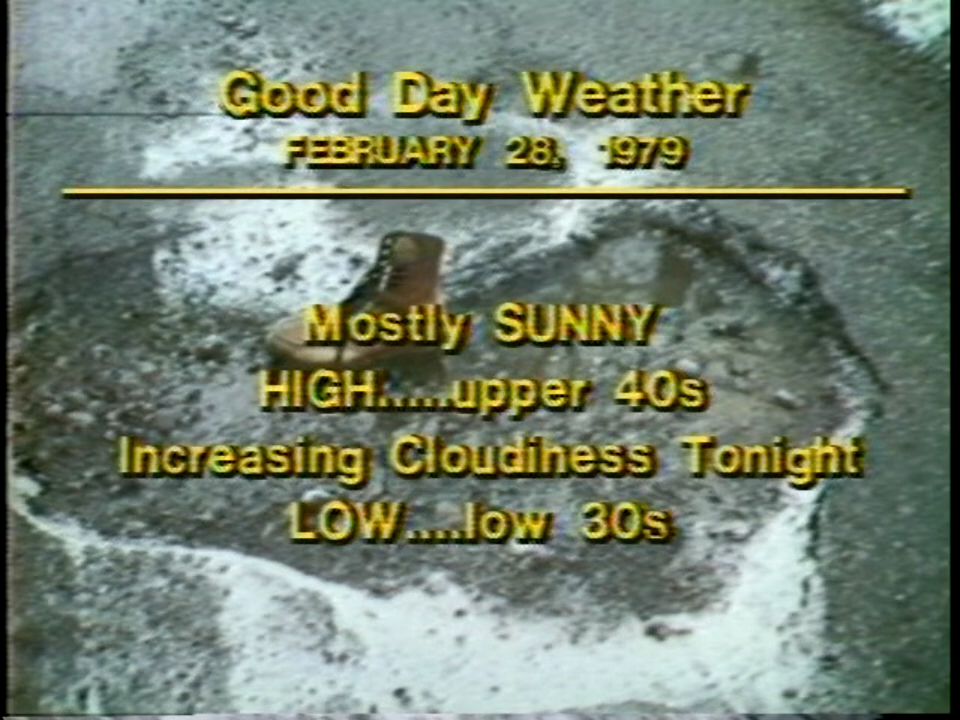 Good Day Weather
FEBRUARY 28, 1979
Mostly SUNNY
HIGH.....upper 40s
Increasing Cloudiness Tonight
LOW....low 30s